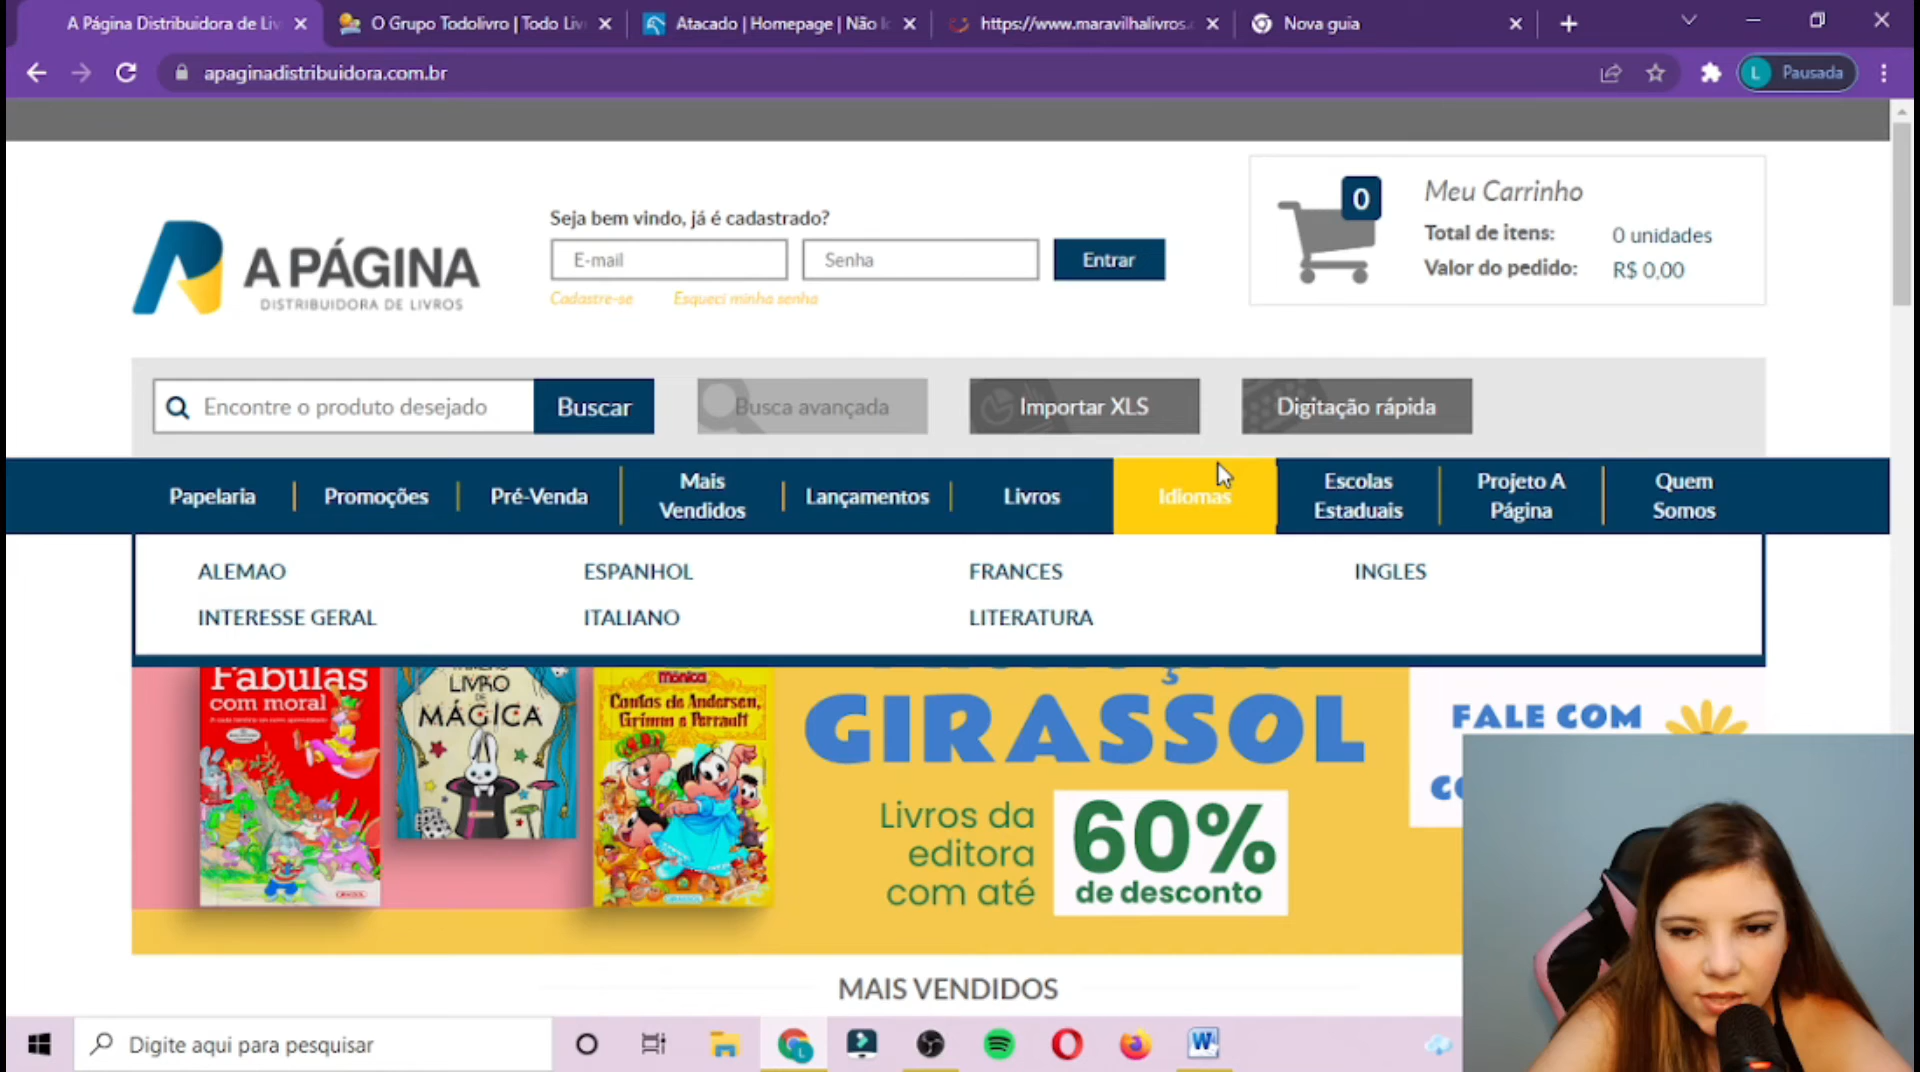 A Página Distribuidora de Liv
O Grupo Todolivro | Todo Liv
Atacado | Homepage | Não l
https://www.maravilhalivros.
Nova guia
apaginadistribuidora.com.br
L Pausada
Seja bem vindo, já é cadastrado?
E-mail
Senha
Entrar
Cadastre-se
Esqueci minha senha
A PÁGINA
DISTRIBUIDORA DE LIVROS
0
Meu Carrinho
Total de itens: 0 unidades
Valor do pedido: R$ 0,00
Encontre o produto desejado
Buscar
Busca avançada
Importar XLS
Digitação rápida
Papelaria
Promoções
Pré-Venda
Mais
Vendidos
Lançamentos
Livros
Idiomas
Escolas
Estaduais
Projeto A
Página
Quem
Somos
ALEMAO
ESPANHOL
FRANCES
INGLES
INTERESSE GERAL
ITALIANO
LITERATURA
Fábulas
com moral
GIRASSOL
LIVRO
DE
MÁGICA
Mônica
Contos de Andersen,
Grimm e Perrault
GIRASSOL
GIRASSOL
Livros da
editora
com até
60%
de desconto
FALE COM
MAIS VENDIDOS
Digite aqui para pesquisar